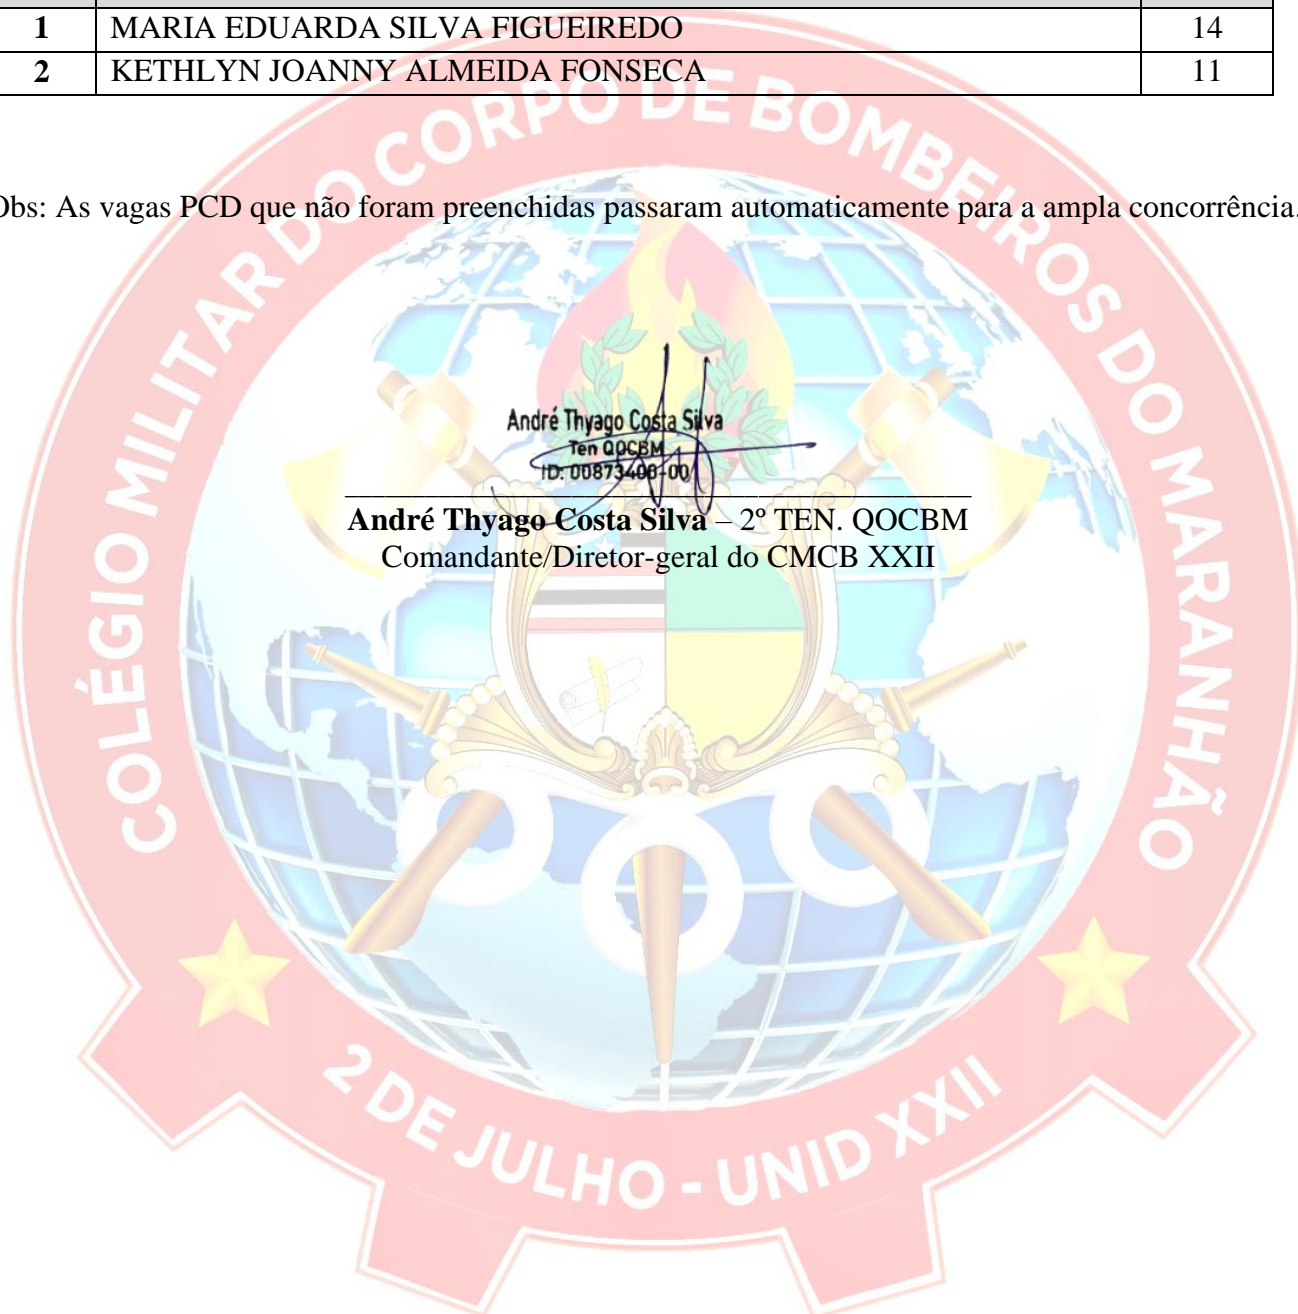 1 MARIA EDUARDA SILVA FIGUEIREDO 14
2 KETHLYN JOANNY ALMEIDA FONSECA 11
Obs: As vagas PCD que não foram preenchidas passaram automaticamente para a ampla concorrência.
André Thyago Costa Silva
Ten QOCBM
ID: 00873400-00
André Thyago Costa Silva – 2º TEN. QOCBM
Comandante/Diretor-geral do CMCB XXII
COLÉGIO MILITAR DO CORPO DE BOMBEIROS DO MARANHÃO
2 DE JULHO - UNID XXII